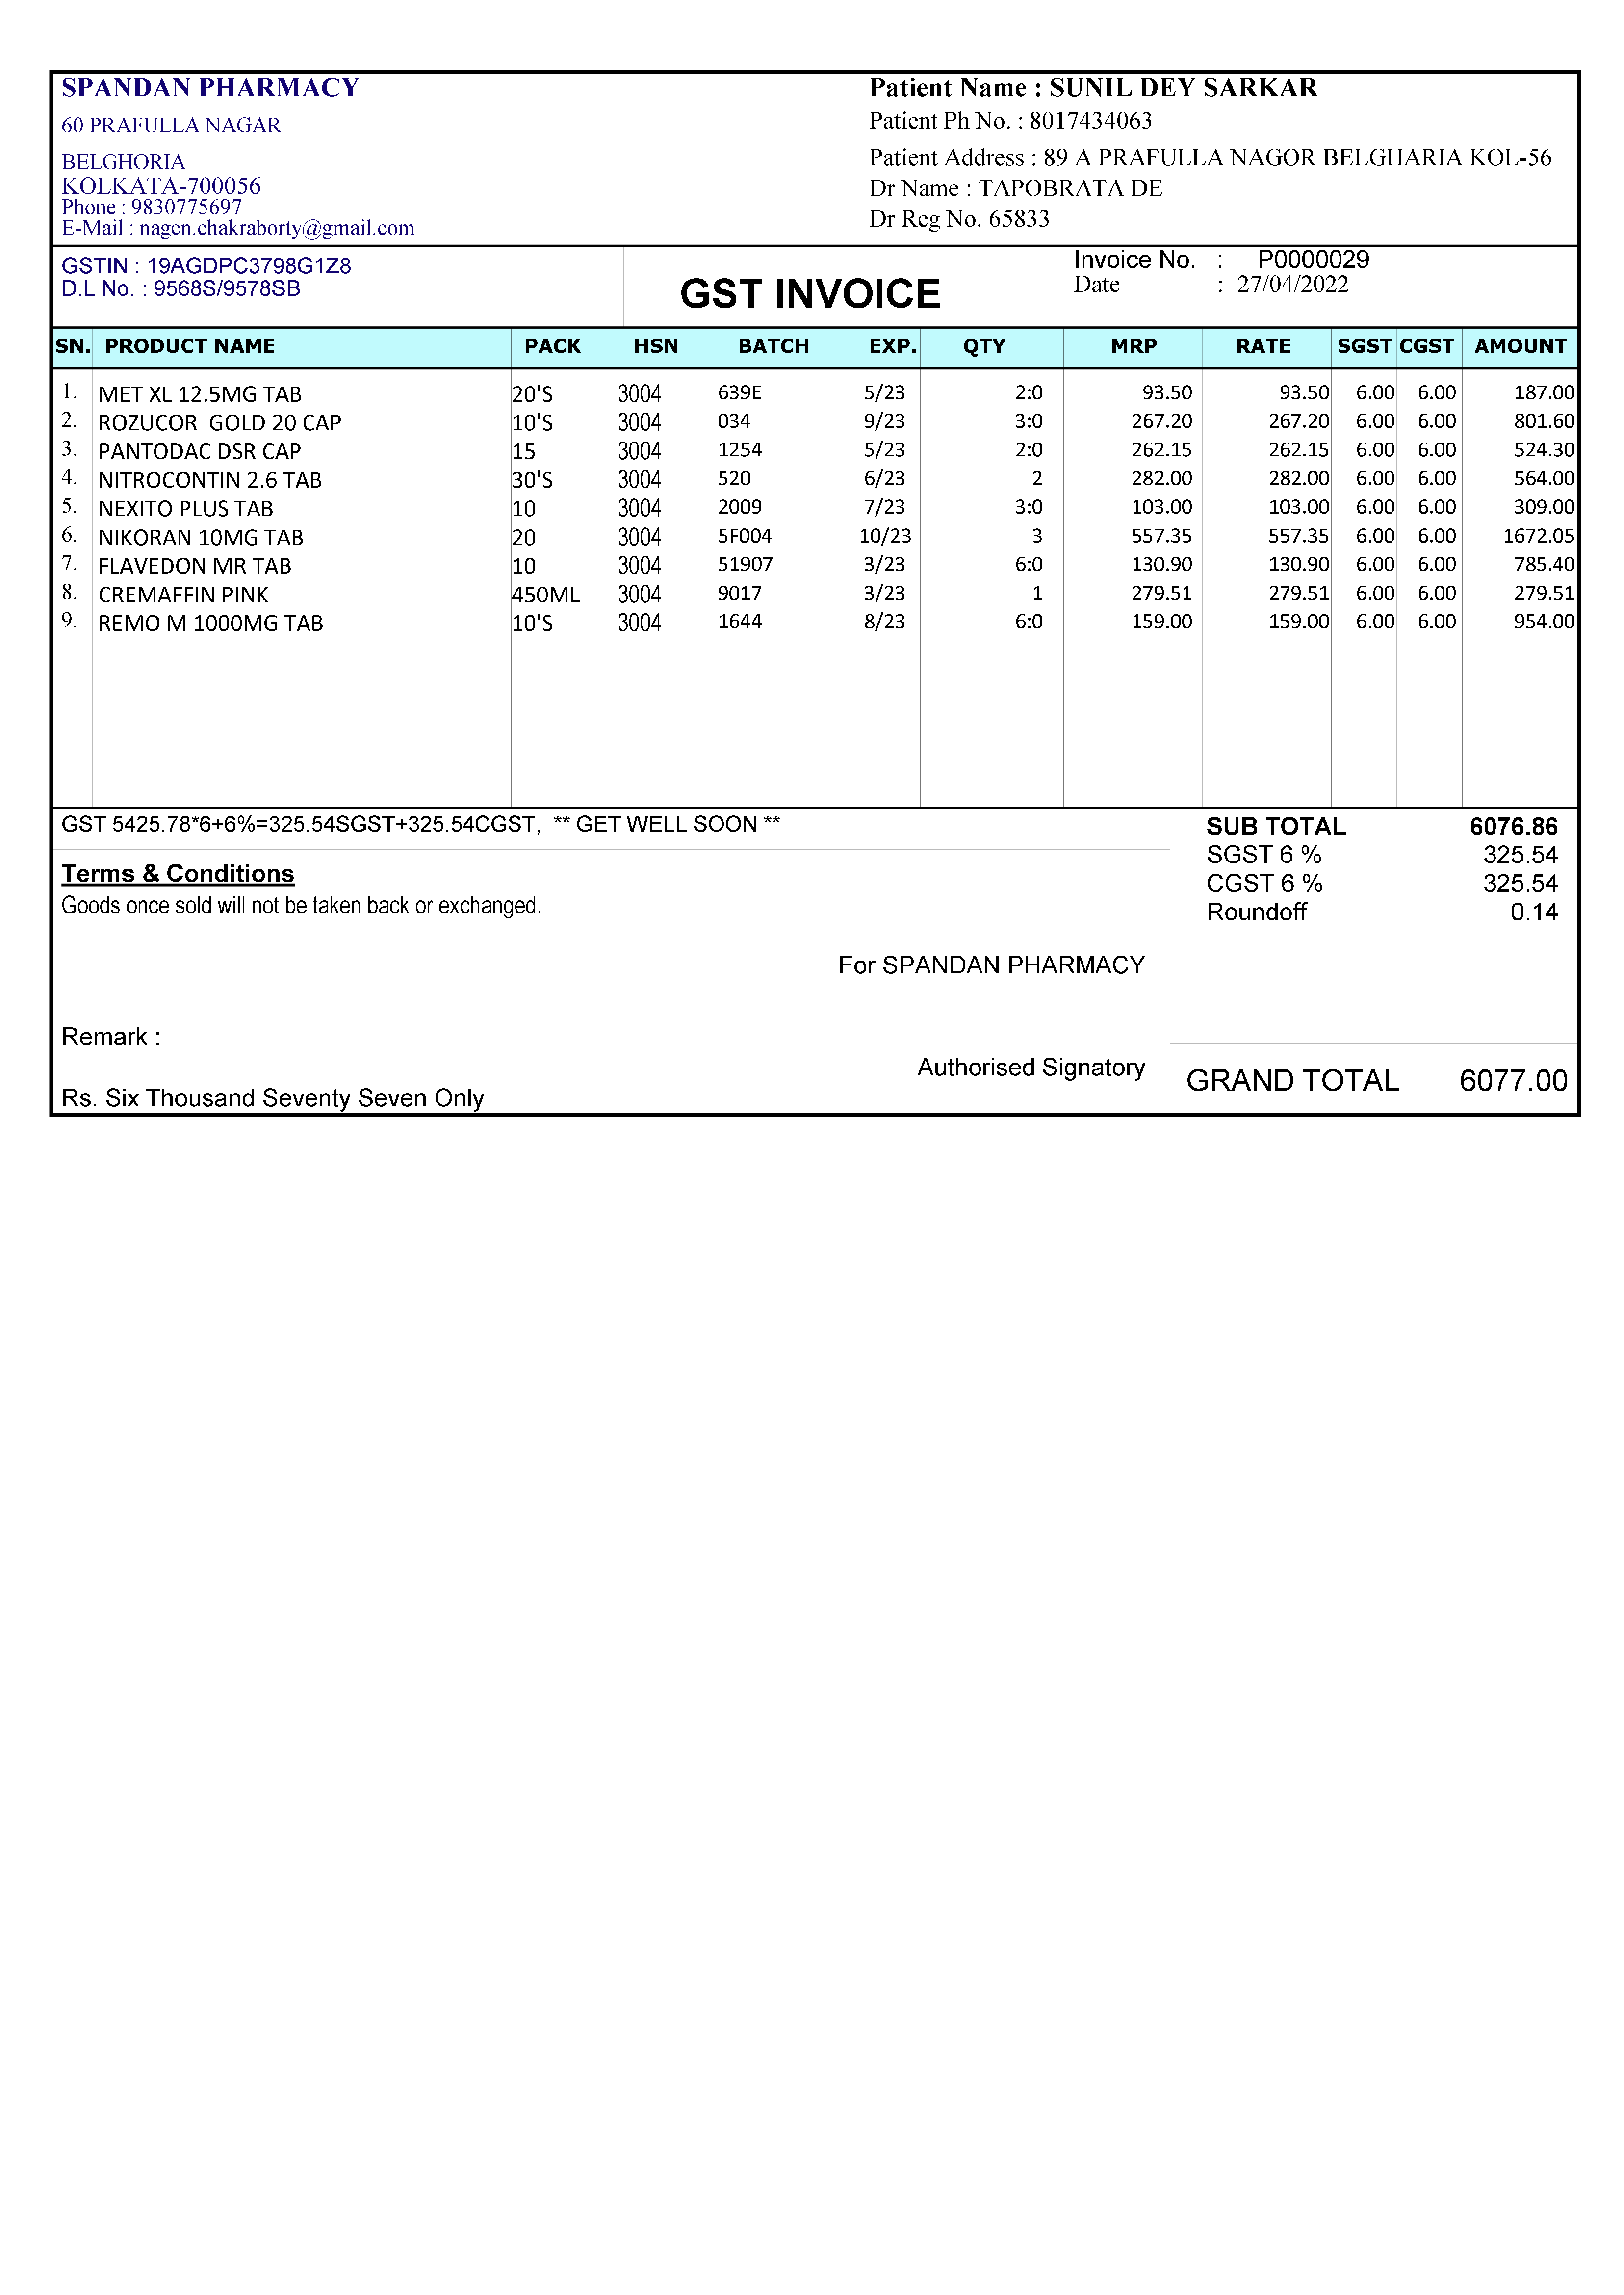 SPANDAN PHARMACY
60 PRAFULLA NAGAR
BELGHORIA
KOLKATA-700056
Phone : 9830775697
E-Mail : nagen.chakraborty@gmail.com
Patient Name : SUNIL DEY SARKAR
Patient Ph No. : 8017434063
Patient Address : 89 A PRAFULLA NAGOR BELGHARIA KOL-56
Dr Name : TAPOBRATA DE
Dr Reg No. 65833
GSTIN : 19AGDPC3798G1Z8
D.L No. : 9568S/9578SB
GST INVOICE
Invoice No. : P0000029
Date : 27/04/2022
SN. PRODUCT NAME PACK HSN BATCH EXP. QTY MRP RATE SGST CGST AMOUNT
1. MET XL 12.5MG TAB 20'S 3004 639E 5/23 2:0 93.50 93.50 6.00 6.00 187.00
2. ROZUCOR GOLD 20 CAP 10'S 3004 034 9/23 3:0 267.20 267.20 6.00 6.00 801.60
3. PANTODAC DSR CAP 15 3004 1254 5/23 2:0 262.15 262.15 6.00 6.00 524.30
4. NITROCONTIN 2.6 TAB 30'S 3004 520 6/23 2 282.00 282.00 6.00 6.00 564.00
5. NEXITO PLUS TAB 10 3004 2009 7/23 3:0 103.00 103.00 6.00 6.00 309.00
6. NIKORAN 10MG TAB 20 3004 5F004 10/23 3 557.35 557.35 6.00 6.00 1672.05
7. FLAVEDON MR TAB 10 3004 51907 3/23 6:0 130.90 130.90 6.00 6.00 785.40
8. CREMAFFIN PINK 450ML 3004 9017 3/23 1 279.51 279.51 6.00 6.00 279.51
9. REMO M 1000MG TAB 10'S 3004 1644 8/23 6:0 159.00 159.00 6.00 6.00 954.00
GST 5425.78*6+6%=325.54SGST+325.54CGST, ** GET WELL SOON **
Terms & Conditions
Goods once sold will not be taken back or exchanged.
For SPANDAN PHARMACY
Remark :
Authorised Signatory
Rs. Six Thousand Seventy Seven Only
SUB TOTAL 6076.86
SGST 6 % 325.54
CGST 6 % 325.54
Roundoff 0.14
GRAND TOTAL 6077.00